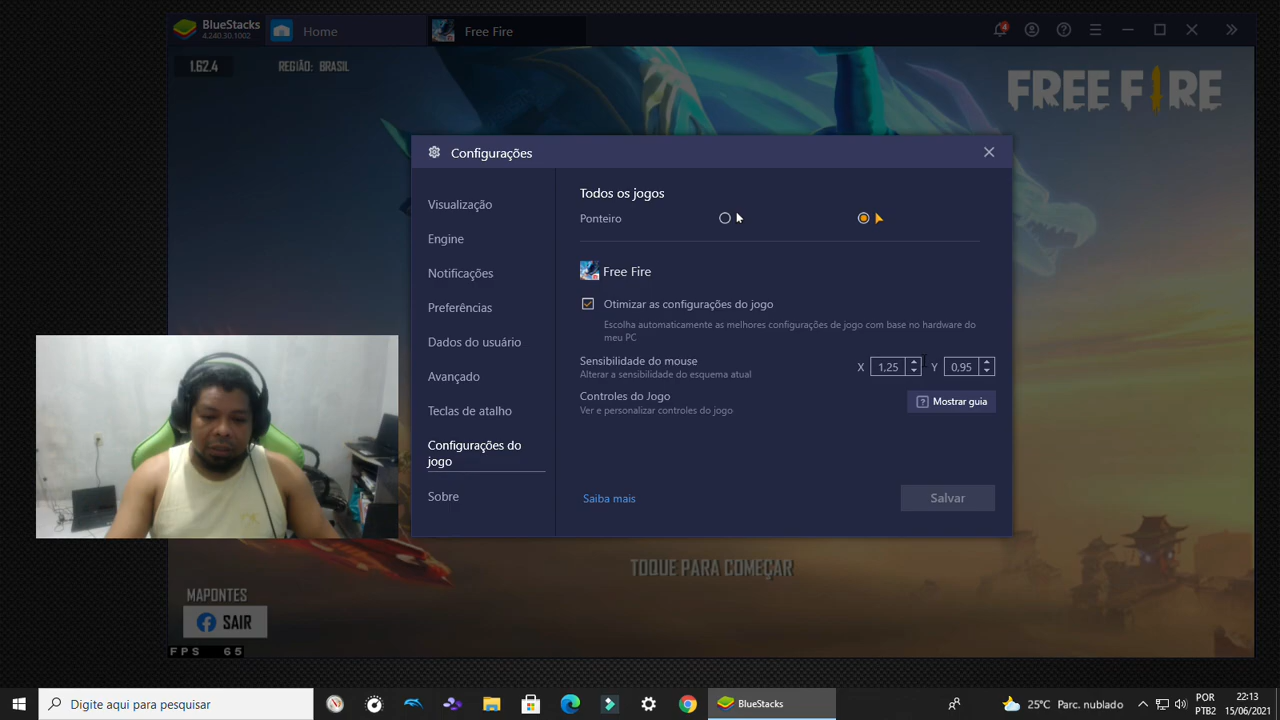 BlueStacks
4.240.30.1002
Home
Free Fire
4
1.62.4
REGIÃO: BRASIL
FREE FIRE
Configurações
Visualização
Engine
Notificações
Preferências
Dados do usuário
Avançado
Teclas de atalho
Configurações do
jogo
Sobre
Todos os jogos
Ponteiro
Free Fire
Otimizar as configurações do jogo
Escolha automaticamente as melhores configurações de jogo com base no hardware do
meu PC
Sensibilidade do mouse
Alterar a sensibilidade do esquema atual
X 1,25 Y 0,95
Controles do Jogo
Ver e personalizar controles do jogo
Mostrar guia
Saiba mais
Salvar
TOQUE PARA COMEÇAR
MAPONTES
SAIR
FPS 65
Digite aqui para pesquisar
BlueStacks
25°C Parc. nublado
POR
PTB2
22:13
15/06/2021